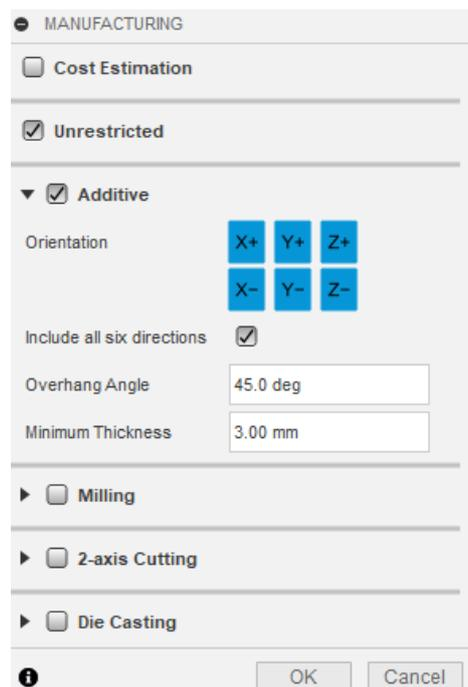 MANUFACTURING
Cost Estimation
Unrestricted
Additive
Orientation X+ Y+ Z+
X- Y- Z-
Include all six directions
Overhang Angle 45.0 deg
Minimum Thickness 3.00 mm
Milling
2-axis Cutting
Die Casting
OK Cancel